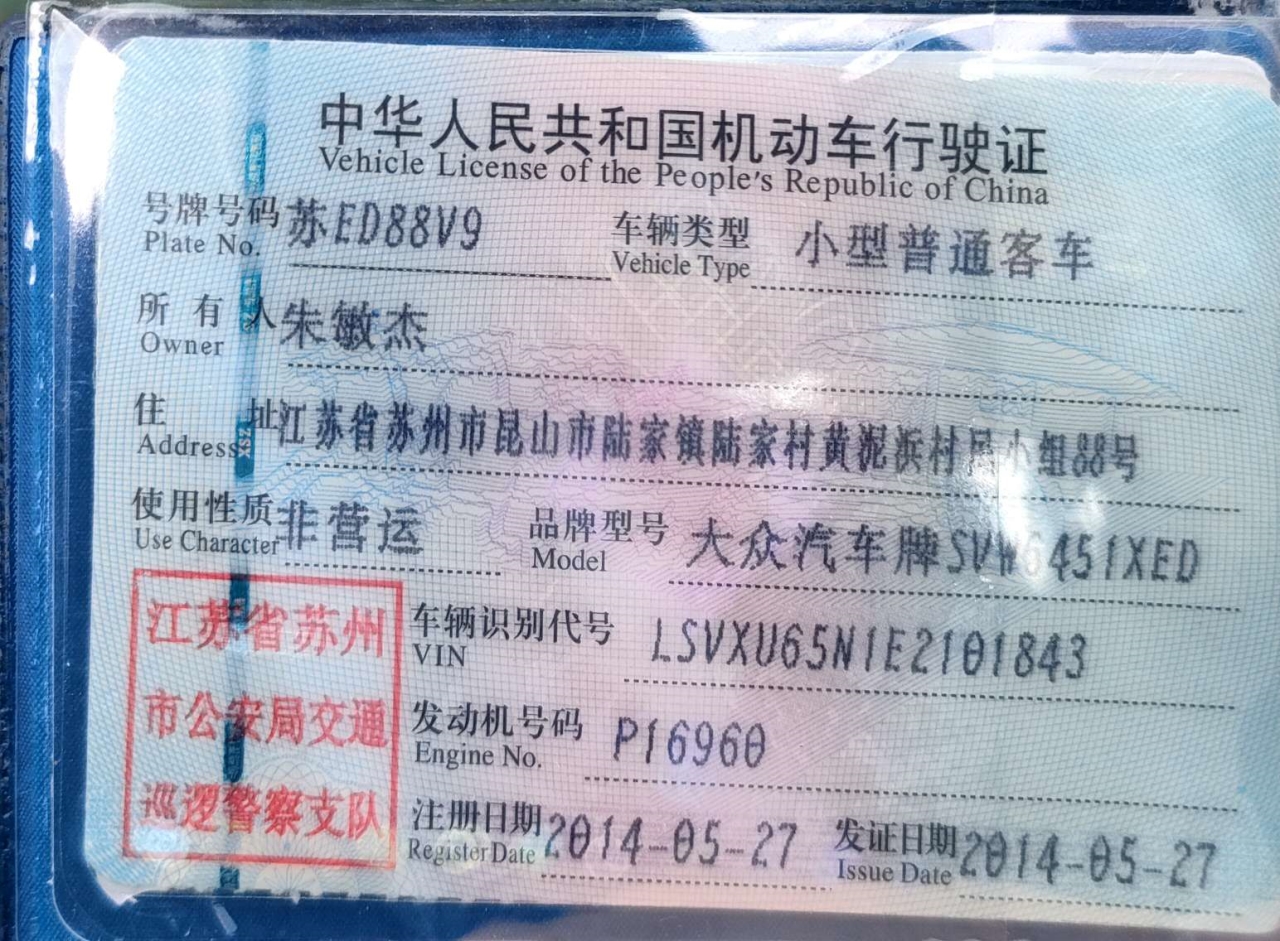 中华人民共和国机动车行驶证
Vehicle License of the People's Republic of China
号牌号码 苏ED88V9 车辆类型 小型普通客车
Plate No. Vehicle Type
所有人 朱敏杰
Owner
住址 江苏省苏州市昆山市陆家镇陆家村黄泥浜村民小组88号
Address
使用性质 非营运 品牌型号 大众汽车牌SVW6451XED
Use Character Model
江苏省苏州
市公安局交通
巡逻警察支队
车辆识别代号 LSVXU65N1E2101843
VIN
发动机号码 P16960
Engine No.
注册日期 2014-05-27 发证日期 2014-05-27
Register Date Issue Date